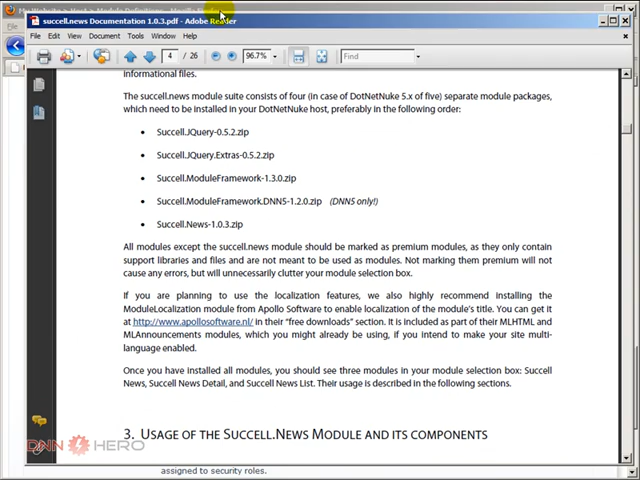 succell.news Documentation 1.0.3.pdf - Adobe Reader
File Edit View Document Tools Window Help
4 / 26 96.7% Find
informational files.
The succell.news module suite consists of four (in case of DotNetNuke 5.x of five) separate module packages,
which need to be installed in your DotNetNuke host, preferably in the following order:
• Succell.JQuery-0.5.2.zip
• Succell.JQuery.Extras-0.5.2.zip
• Succell.ModuleFramework-1.3.0.zip
• Succell.ModuleFramework.DNN5-1.2.0.zip (DNN5 only!)
• Succell.News-1.0.3.zip
All modules except the succell.news module should be marked as premium modules, as they only contain
support libraries and files and are not meant to be used as modules. Not marking them premium will not
cause any errors, but will unnecessarily clutter your module selection box.
If you are planning to use the localization features, we also highly recommend installing the
ModuleLocalization module from Apollo Software to enable localization of the module's title. You can get it
at http://www.apollosoftware.nl/ in their "free downloads" section. It is included as part of their MLHTML and
MLAnnouncements modules, which you might already be using, if you intend to make your site multi-
language enabled.
Once you have installed all modules, you should see three modules in your module selection box: Succell
News, Succell News Detail, and Succell News List. Their usage is described in the following sections.
3. USAGE OF THE SUCCELL.NEWS MODULE AND ITS COMPONENTS
DNN HERO
assigned to security roles.